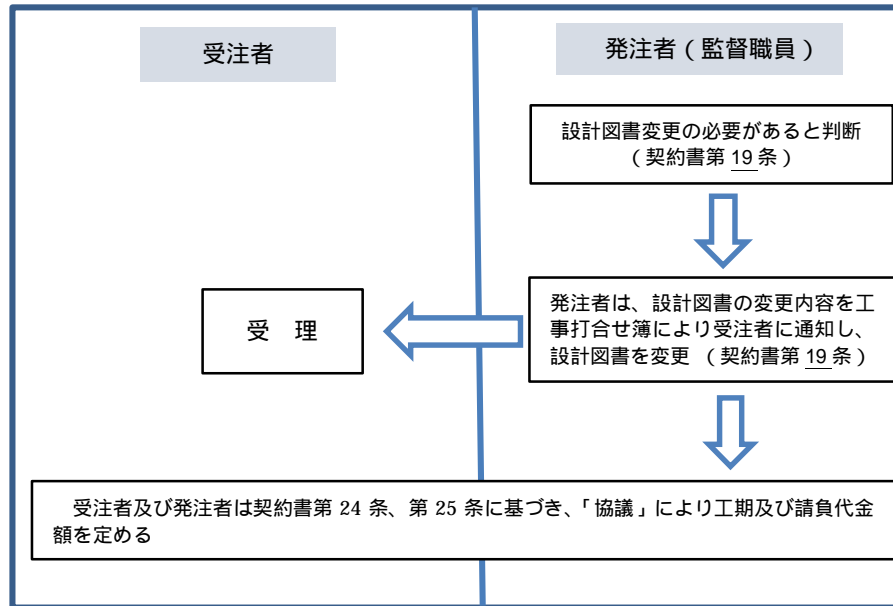 受注者
発注者（監督職員）
設計図書変更の必要があると判断
（契約書第 19 条）
発注者は、設計図書の変更内容を工
事打合せ簿により受注者に通知し、
設計図書を変更 （契約書第 19 条）
受　理
受注者及び発注者は契約書第 24 条、第 25 条に基づき、「協議」により工期及び請負代金
額を定める